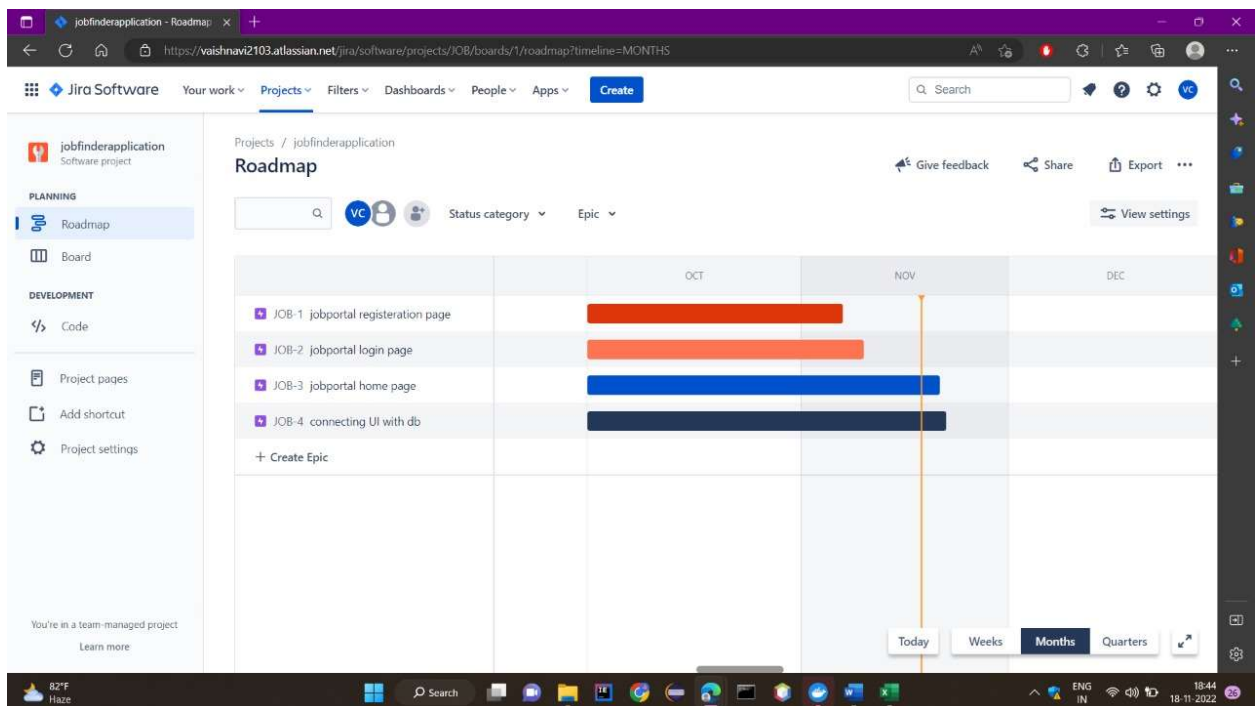 jobfinderapplication - Roadmap
https://vaishnavi2103.atlassian.net/jira/software/projects/JOB/boards/1/roadmap?timeline=MONTHS
Jira Software Your work Projects Filters Dashboards People Apps Create Search VC
jobfinderapplication
Software project
PLANNING
Roadmap
Board
DEVELOPMENT
Code
Project pages
Add shortcut
Project settings
You're in a team-managed project
Learn more
Projects / jobfinderapplication
Roadmap
Give feedback Share Export
VC Status category Epic View settings
OCT NOV DEC
JOB-1 jobportal registeration page
JOB-2 jobportal login page
JOB-3 jobportal home page
JOB-4 connecting UI with db
+ Create Epic
Today Weeks Months Quarters
82°F
Haze
Search
ENG
IN
18:44
18-11-2022
26